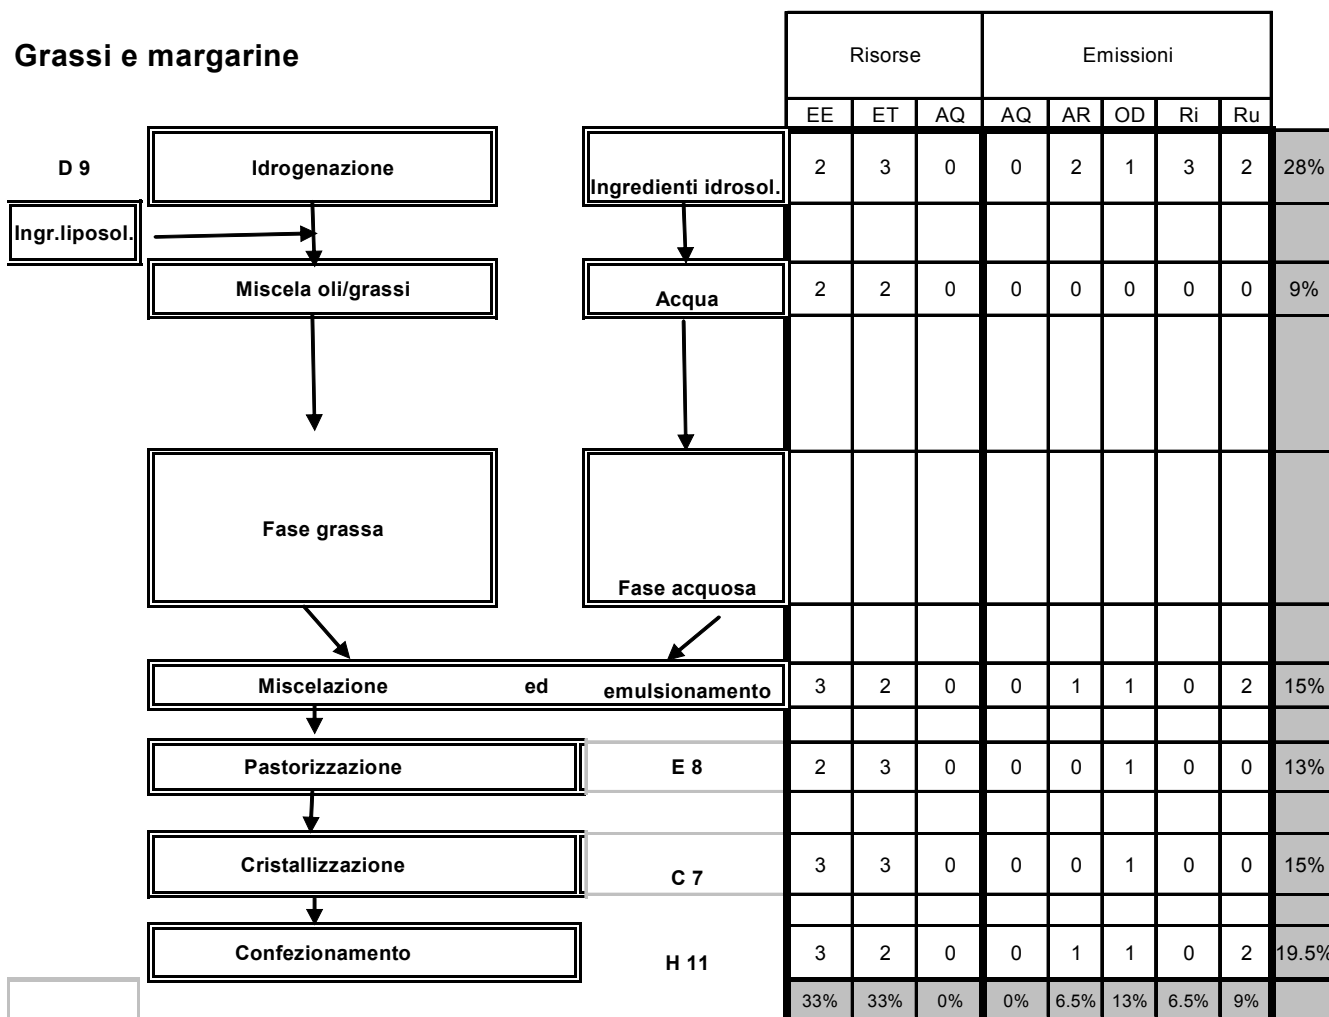 Grassi e margarine
Risorse Emissioni
EE ET AQ AQ AR OD Ri Ru
D 9 Idrogenazione Ingredienti idrosol. 2 3 0 0 2 1 3 2 28%
Ingr.liposol.
Miscela oli/grassi Acqua 2 2 0 0 0 0 0 0 9%
Fase grassa
Fase acquosa
Miscelazione ed emulsionamento 3 2 0 0 1 1 0 2 15%
Pastorizzazione E 8 2 3 0 0 0 1 0 0 13%
Cristallizzazione C 7 3 3 0 0 0 1 0 0 15%
Confezionamento H 11 3 2 0 0 1 1 0 2 19.5%
33% 33% 0% 0% 6.5% 13% 6.5% 9%